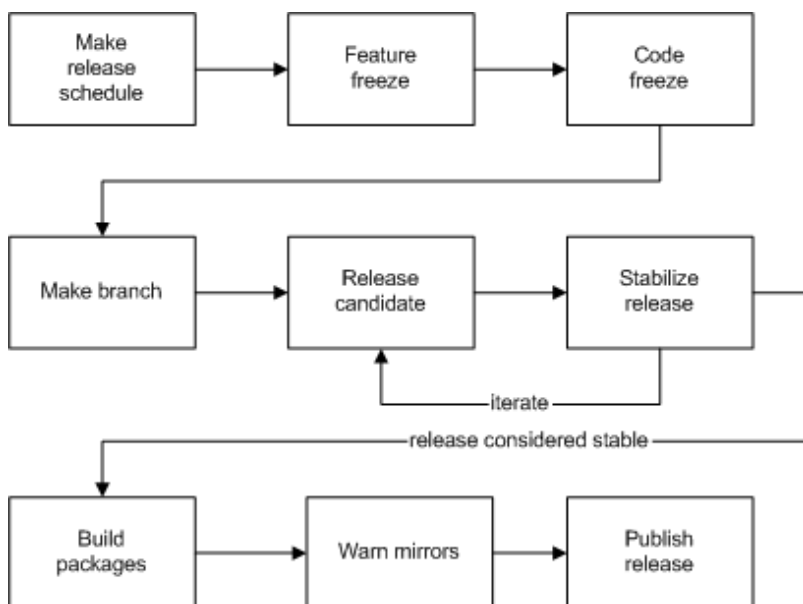 Make
release
schedule
Feature
freeze
Code
freeze
Make branch
Release
candidate
Stabilize
release
iterate
release considered stable
Build
packages
Warn mirrors
Publish
release